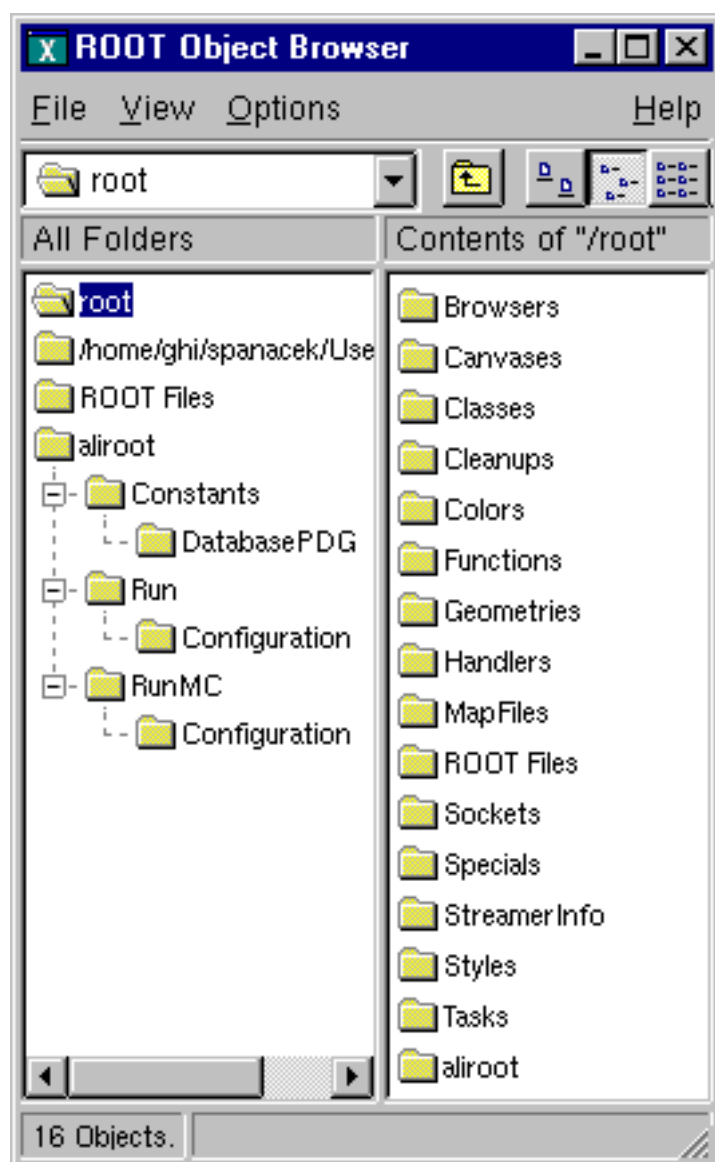 ROOT Object Browser
File View Options Help
root
All Folders
Contents of "/root"
root
/home/ghi/spanacek/Use
ROOT Files
aliroot
Constants
DatabasePDG
Run
Configuration
RunMC
Configuration
Browsers
Canvases
Classes
Cleanups
Colors
Functions
Geometries
Handlers
MapFiles
ROOT Files
Sockets
Specials
StreamerInfo
Styles
Tasks
aliroot
16 Objects.